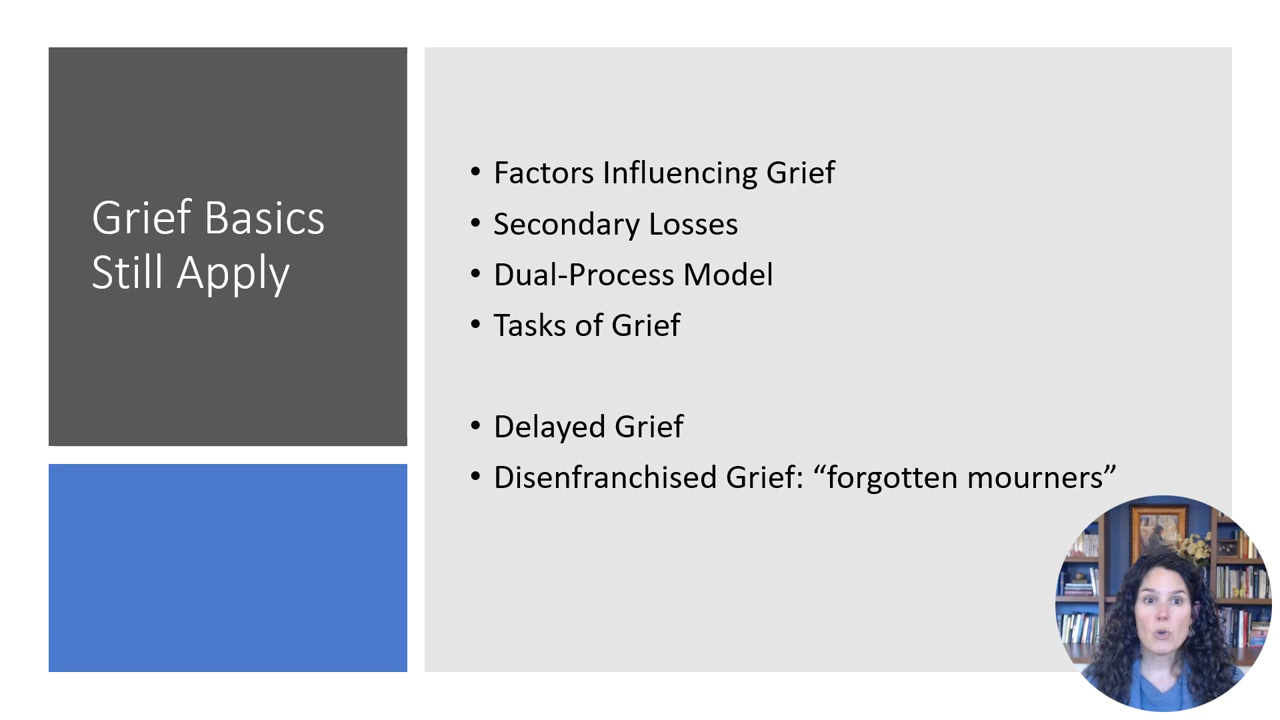 Grief Basics
Still Apply
• Factors Influencing Grief
• Secondary Losses
• Dual-Process Model
• Tasks of Grief
• Delayed Grief
• Disenfranchised Grief: “forgotten mourners”